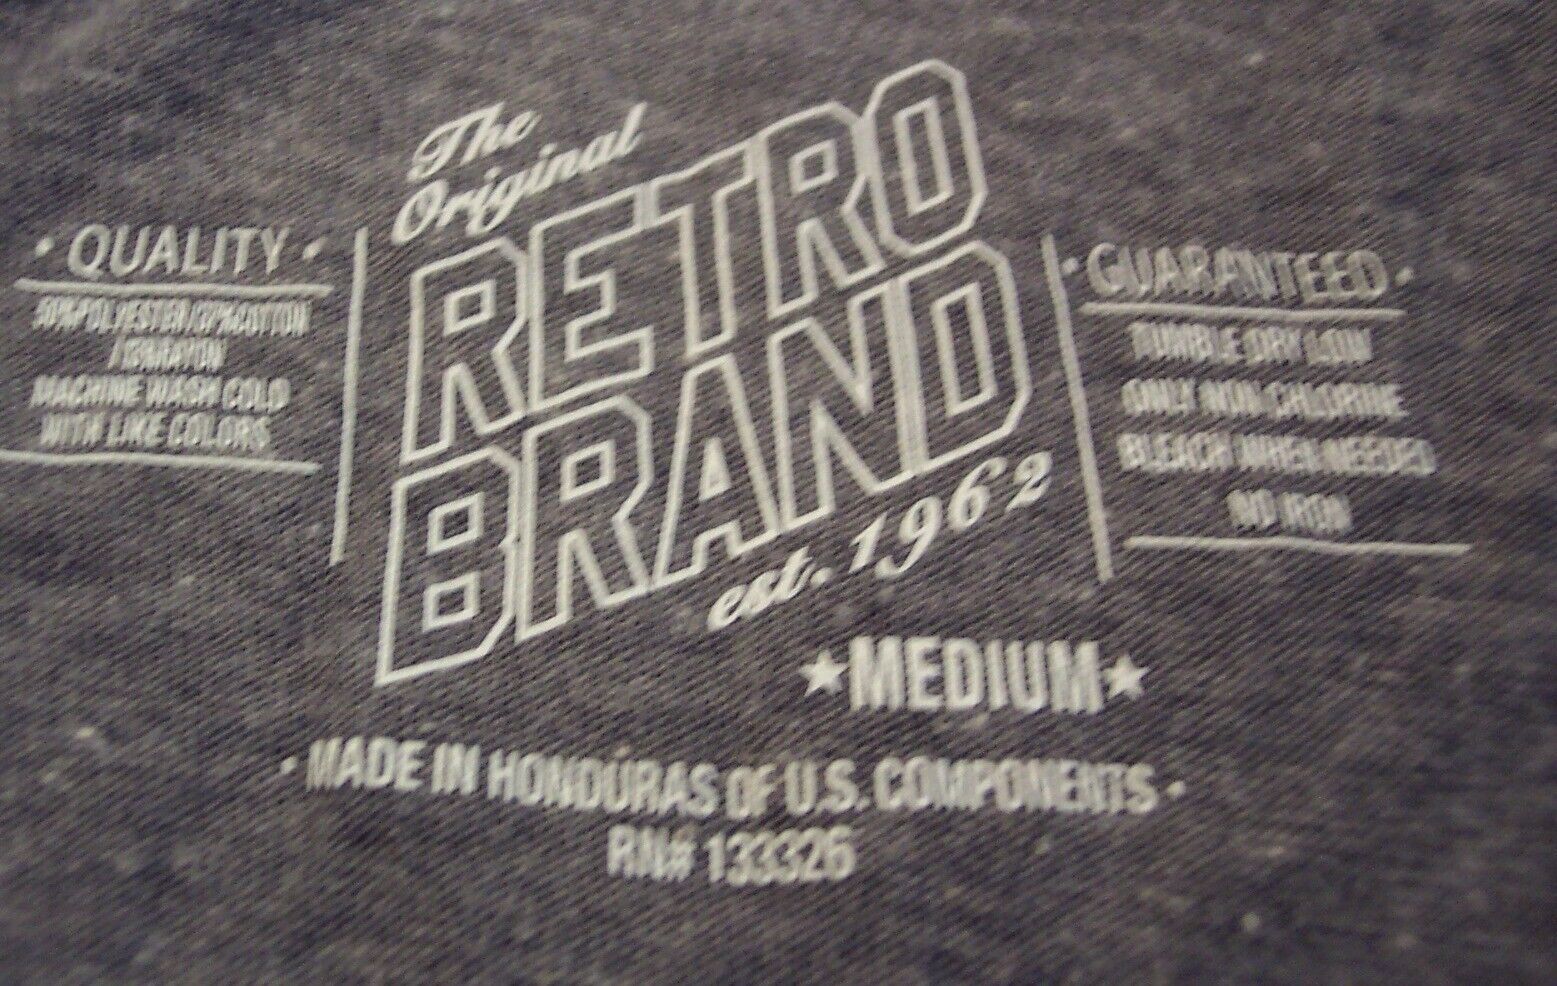 The
Original
RETRO
BRAND
est. 1962
• QUALITY •
/COTTON
MACHINE WASH COLD
WITH LIKE COLORS
• GUARANTEED •
TUMBLE DRY LOW
ONLY NON CHLORINE
BLEACH WHEN NEEDED
NO IRON
★MEDIUM★
• MADE IN HONDURAS OF U.S. COMPONENTS •
RN# 133326